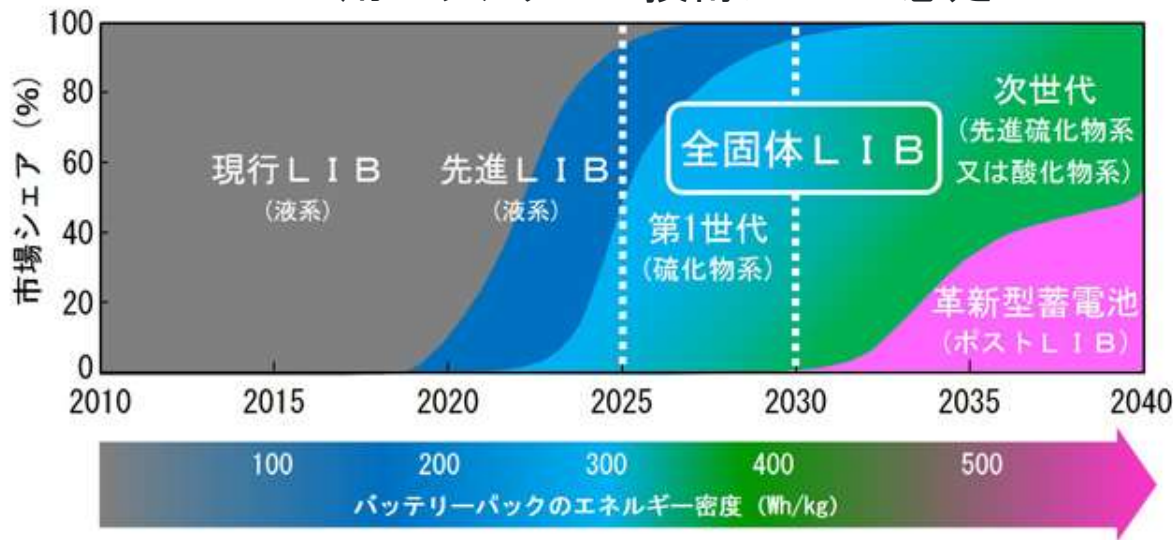 100
80
60
40
20
0
市場シェア (%)
現行LIB
(液系)
先進LIB
(液系)
全固体LIB
第1世代
(硫化物系)
次世代
(先進硫化物系
又は酸化物系)
革新型蓄電池
(ポストLIB)
2010 2015 2020 2025 2030 2035 2040
100 200 300 400 500
バッテリーパックのエネルギー密度 (Wh/kg)